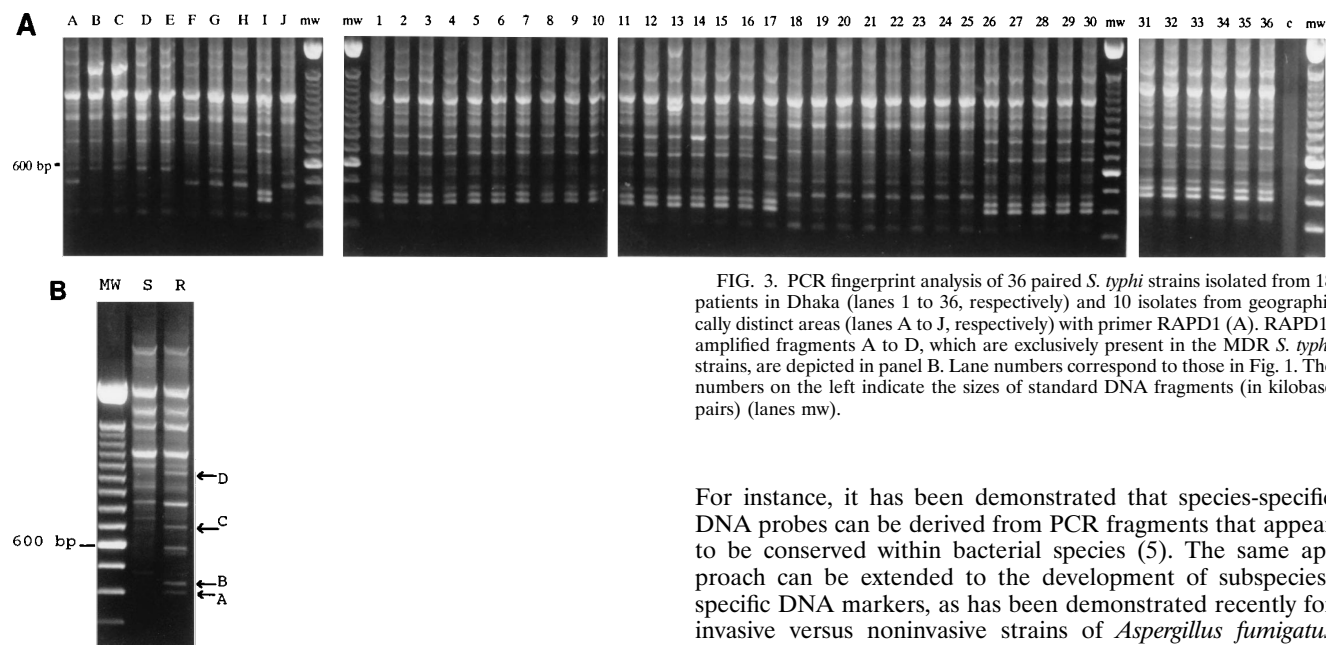 A
A B C D E F G H I J mw mw 1 2 3 4 5 6 7 8 9 10 11 12 13 14 15 16 17 18 19 20 21 22 23 24 25 26 27 28 29 30 mw 31 32 33 34 35 36 c mw
600 bp
B
MW S R
D
C
600 bp
B
A
FIG. 3. PCR fingerprint analysis of 36 paired S. typhi strains isolated from
patients in Dhaka (lanes 1 to 36, respectively) and 10 isolates from geographi
cally distinct areas (lanes A to J, respectively) with primer RAPD1 (A). RAPD1
amplified fragments A to D, which are exclusively present in the MDR S. typh
strains, are depicted in panel B. Lane numbers correspond to those in Fig. 1. The
numbers on the left indicate the sizes of standard DNA fragments (in kilobase
pairs) (lanes mw).
For instance, it has been demonstrated that species-specific
DNA probes can be derived from PCR fragments that appear
to be conserved within bacterial species (5). The same ap
proach can be extended to the development of subspecies
specific DNA markers, as has been demonstrated recently for
invasive versus noninvasive strains of Aspergillus fumigatus